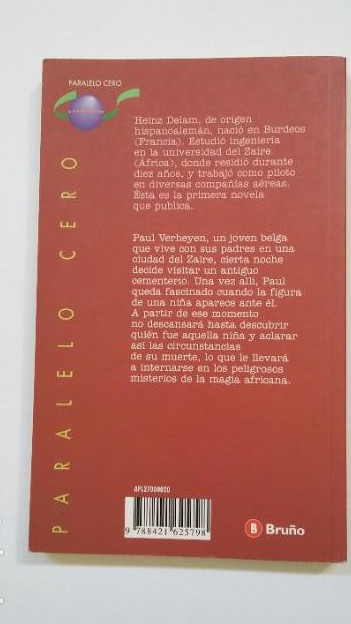 PARALELO CERO
Heinz Delam, de origen
hispanoalemán, nació en Burdeos
(Francia). Estudió ingeniería
en la universidad del Zaire
(África), donde residió durante
diez años, y trabajó como piloto
en diversas compañías aéreas.
Ésta es la primera novela
que publica.
Paul Verheyen, un joven belga
que vive con sus padres en una
ciudad del Zaire, cierta noche
decide visitar un antiguo
cementerio. Una vez allí, Paul
queda fascinado cuando la figura
de una niña aparece ante él.
A partir de ese momento
no descansará hasta descubrir
quién fue aquella niña y aclarar
así las circunstancias
de su muerte, lo que le llevará
a internarse en los peligrosos
misterios de la magia africana.
PARALELO CERO
9 788421 625798
B Bruño